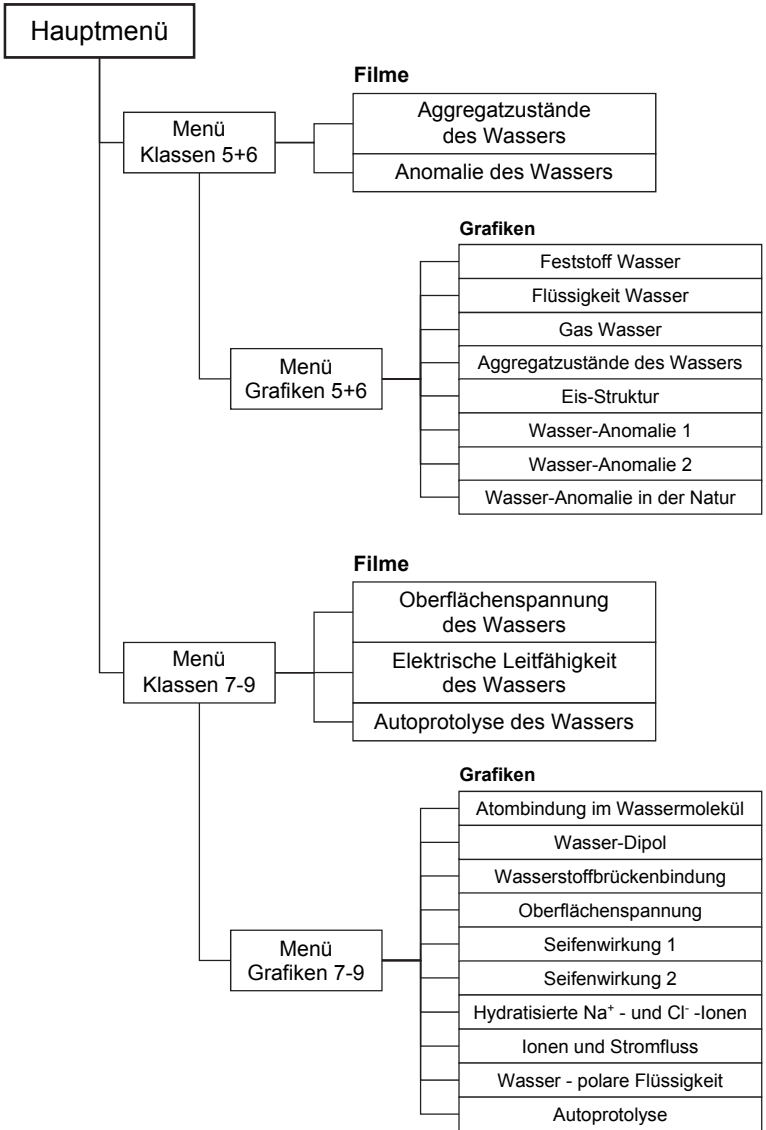 Hauptmenü
Filme
Menü
Klassen 5+6
Aggregatzustände
des Wassers
Anomalie des Wassers
Grafiken
Menü
Grafiken 5+6
Feststoff Wasser
Flüssigkeit Wasser
Gas Wasser
Aggregatzustände des Wassers
Eis-Struktur
Wasser-Anomalie 1
Wasser-Anomalie 2
Wasser-Anomalie in der Natur
Filme
Menü
Klassen 7-9
Oberflächenspannung
des Wassers
Elektrische Leitfähigkeit
des Wassers
Autoprotolyse des Wassers
Grafiken
Menü
Grafiken 7-9
Atombindung im Wassermolekül
Wasser-Dipol
Wasserstoffbrückenbindung
Oberflächenspannung
Seifenwirkung 1
Seifenwirkung 2
Hydratisierte Na⁺ - und Cl⁻ -Ionen
Ionen und Stromfluss
Wasser - polare Flüssigkeit
Autoprotolyse